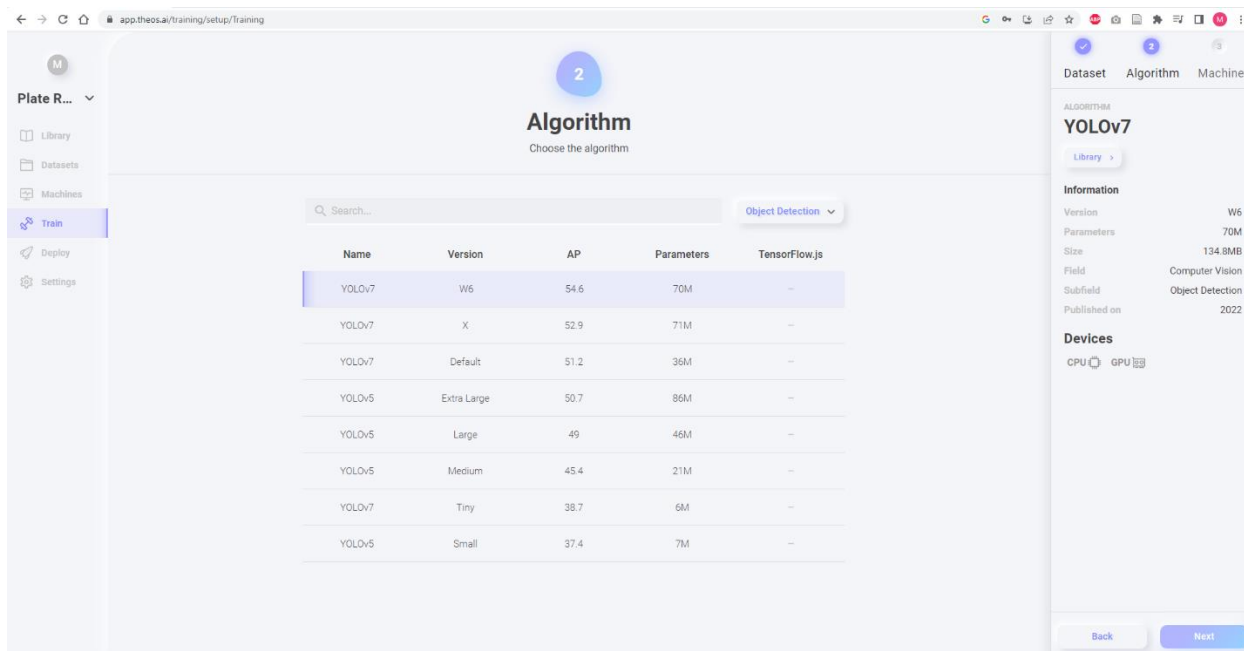 app.theos.ai/training/setup/Training
M
Plate R...
Library
Datasets
Machines
Train
Deploy
Settings
2
Algorithm
Choose the algorithm
Search...
Object Detection
Name Version AP Parameters TensorFlow.js
YOLOv7 W6 54.6 70M --
YOLOv7 X 52.9 71M --
YOLOv7 Default 51.2 36M --
YOLOv5 Extra Large 50.7 86M --
YOLOv5 Large 49 46M --
YOLOv5 Medium 45.4 21M --
YOLOv7 Tiny 38.7 6M --
YOLOv5 Small 37.4 7M --
2 3
Dataset Algorithm Machine
ALGORITHM
YOLOv7
Library >
Information
Version W6
Parameters 70M
Size 134.8MB
Field Computer Vision
Subfield Object Detection
Published on 2022
Devices
CPU GPU
Back Next
G ABP M